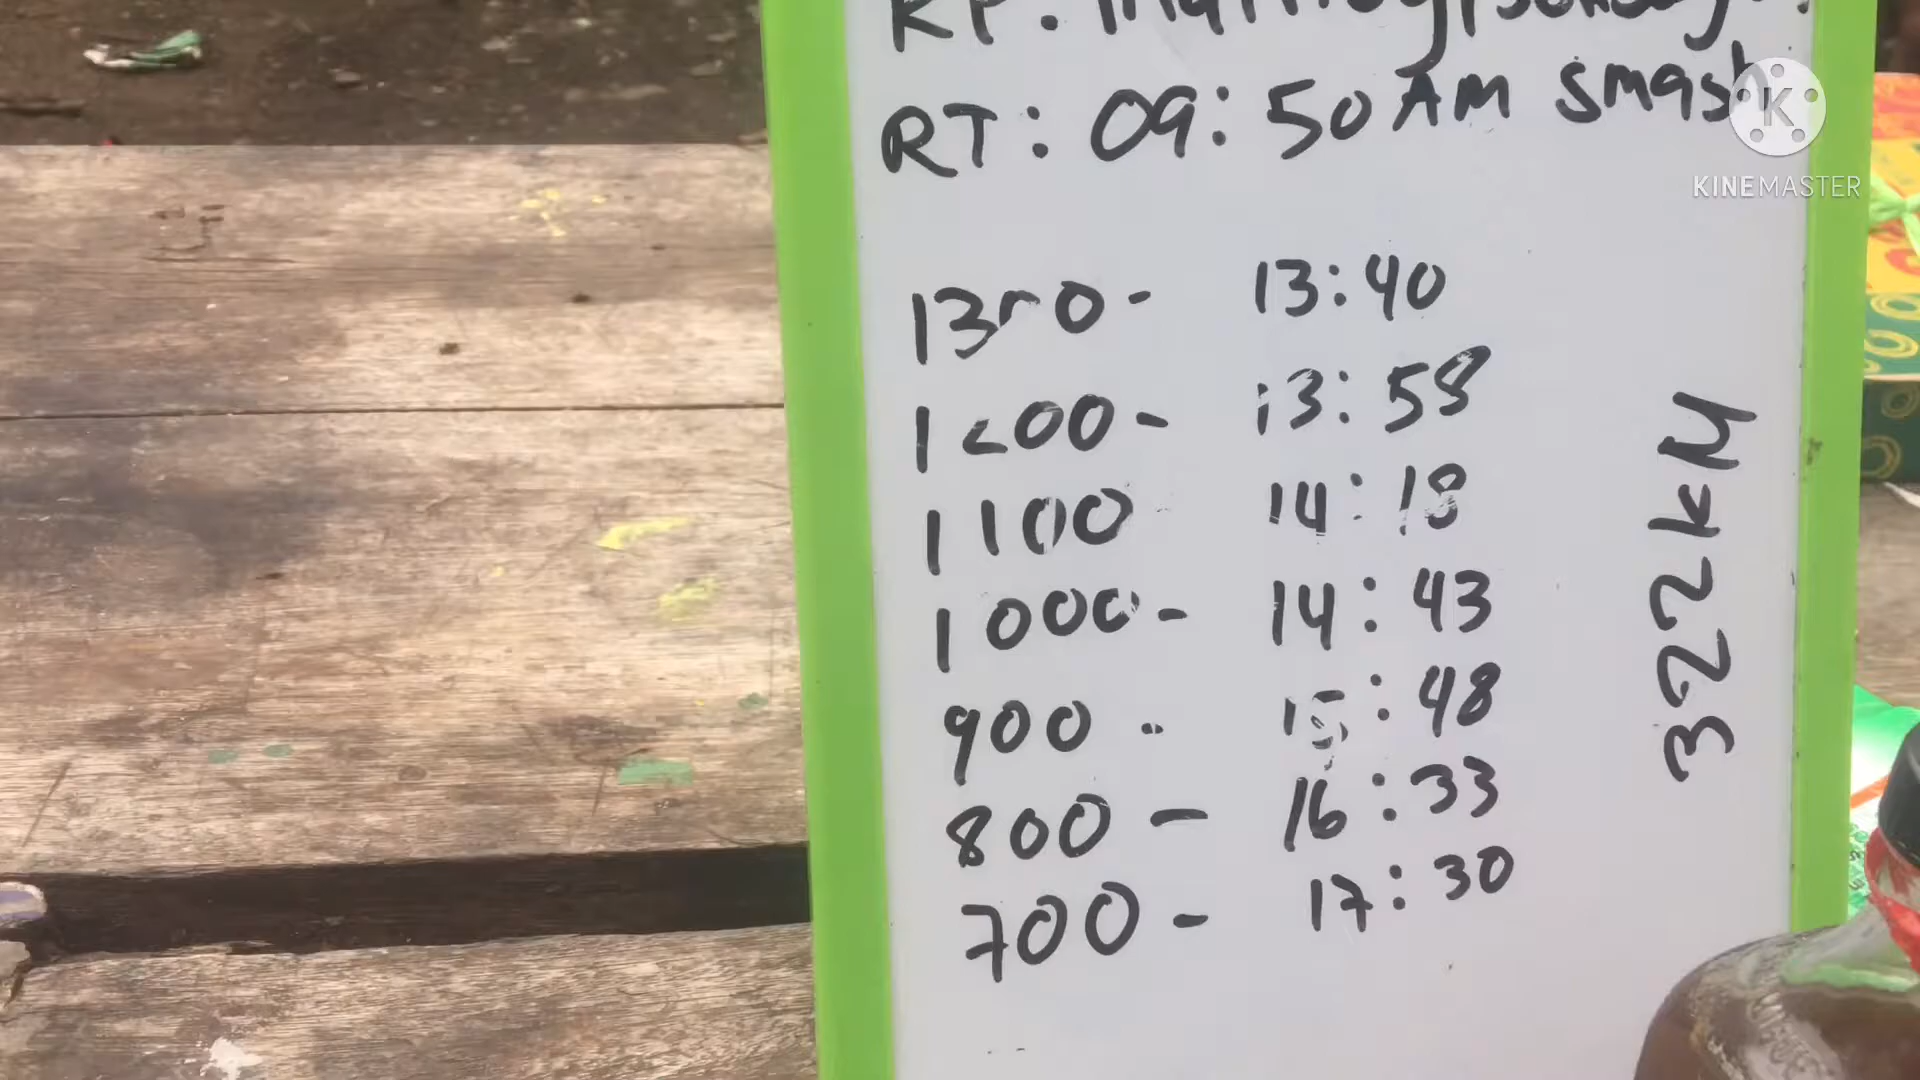 RT: 09:50 AM smash
KINEMASTER
1300- 13:40
1200- 13:58
1100 14:18
1000- 14:43
900 - 15:48
800 - 16:33
700 - 17:30
322KM